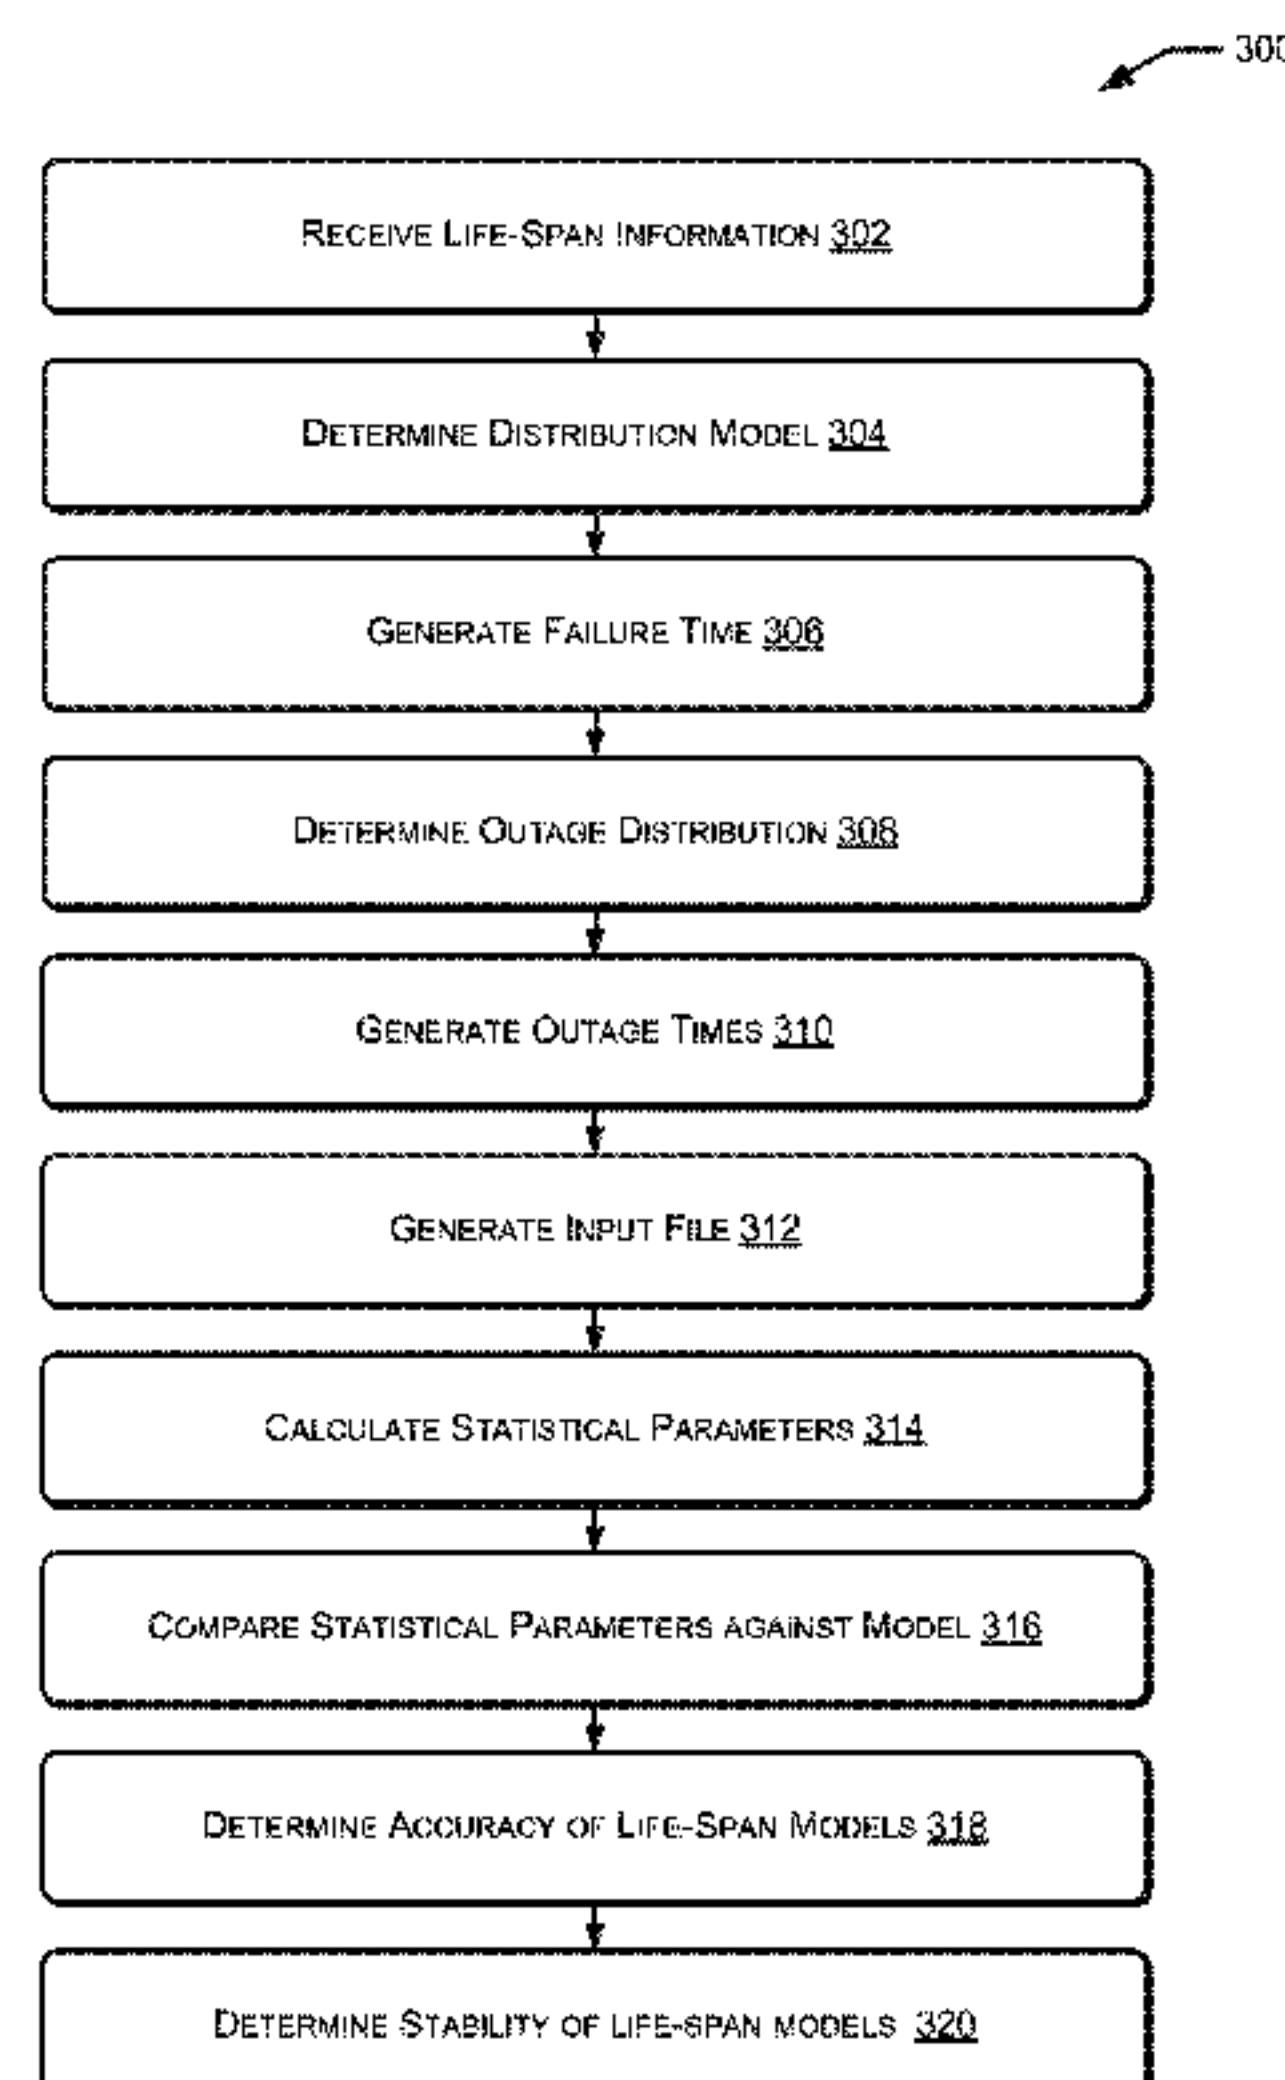 300
RECEIVE LIFE-SPAN INFORMATION 302
DETERMINE DISTRIBUTION MODEL 304
GENERATE FAILURE TIME 306
DETERMINE OUTAGE DISTRIBUTION 308
GENERATE OUTAGE TIMES 310
GENERATE INPUT FILE 312
CALCULATE STATISTICAL PARAMETERS 314
COMPARE STATISTICAL PARAMETERS AGAINST MODEL 316
DETERMINE ACCURACY OF LIFE-SPAN MODELS 318
DETERMINE STABILITY OF LIFE-SPAN MODELS 320